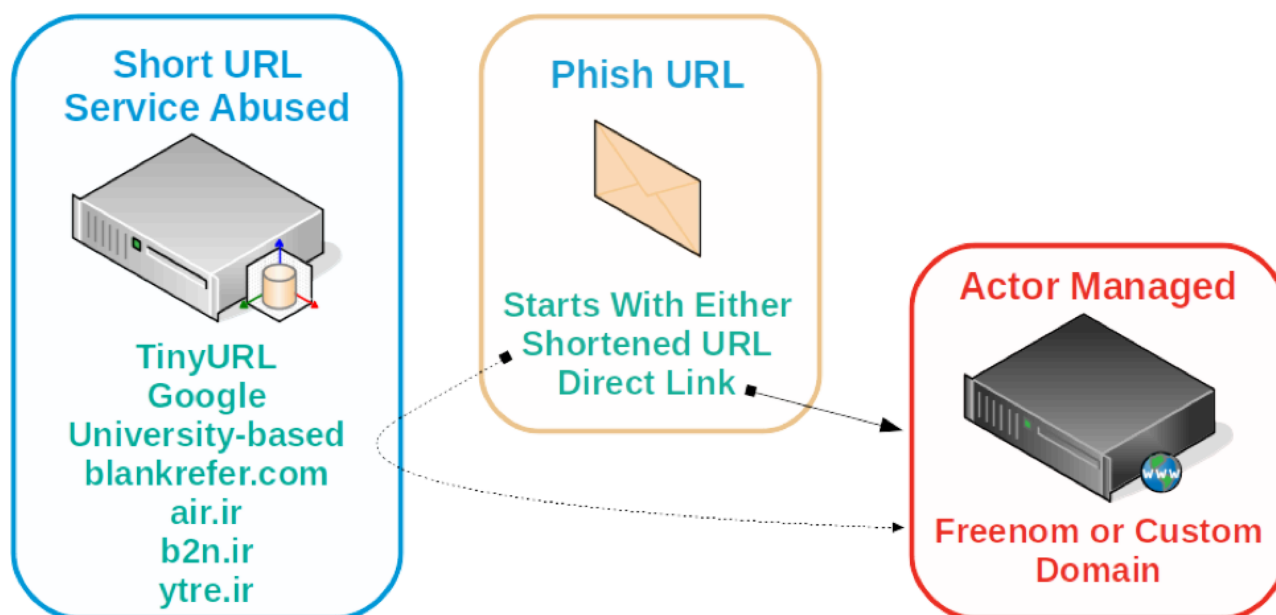 Short URL
Service Abused
TinyURL
Google
University-based
blankrefer.com
air.ir
b2n.ir
ytre.ir
Phish URL
Starts With Either
Shortened URL
Direct Link
Actor Managed
www
Freenom or Custom
Domain